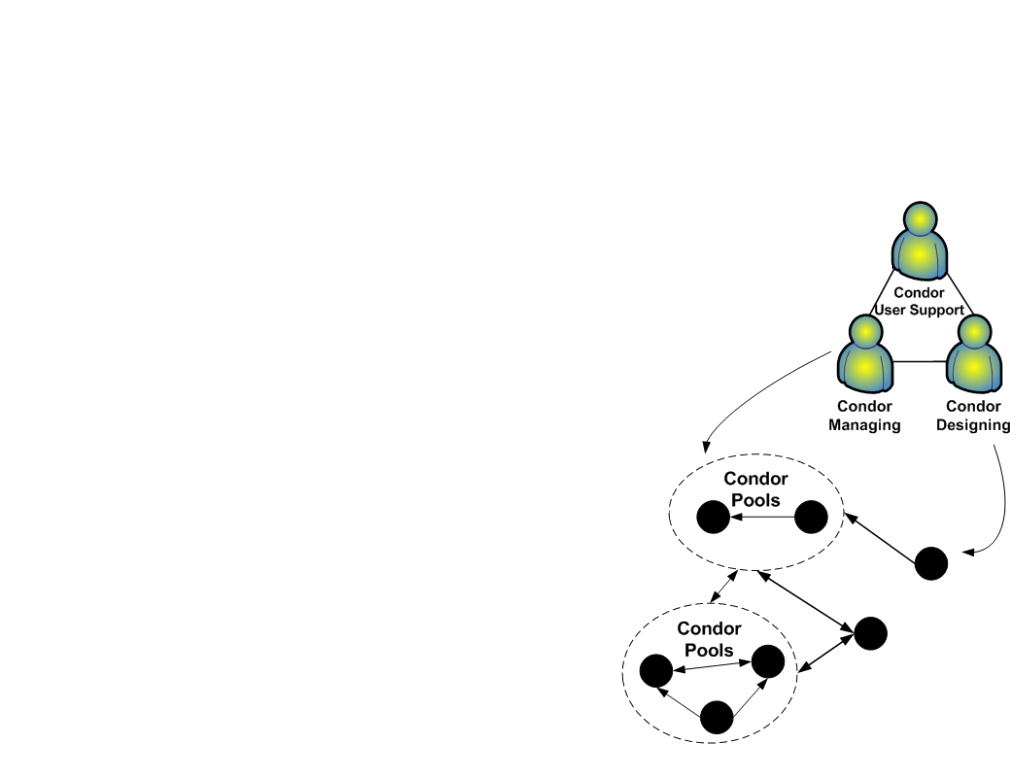 Condor
User Support
Condor
Managing
Condor
Designing
Condor
Pools
Condor
Pools